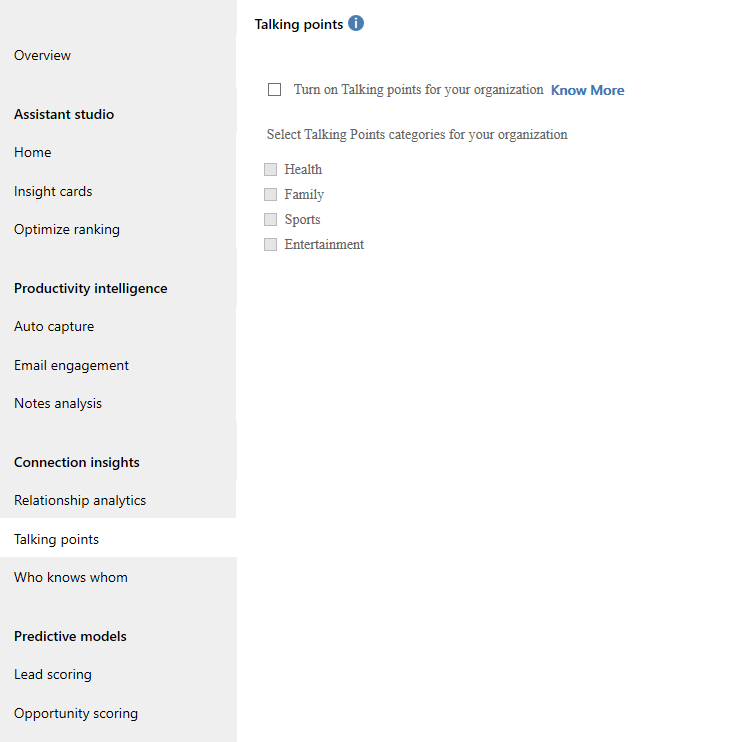 Overview
Assistant studio
Home
Insight cards
Optimize ranking
Productivity intelligence
Auto capture
Email engagement
Notes analysis
Connection insights
Relationship analytics
Talking points
Who knows whom
Predictive models
Lead scoring
Opportunity scoring
Talking points i
Turn on Talking points for your organization Know More
Select Talking Points categories for your organization
Health
Family
Sports
Entertainment